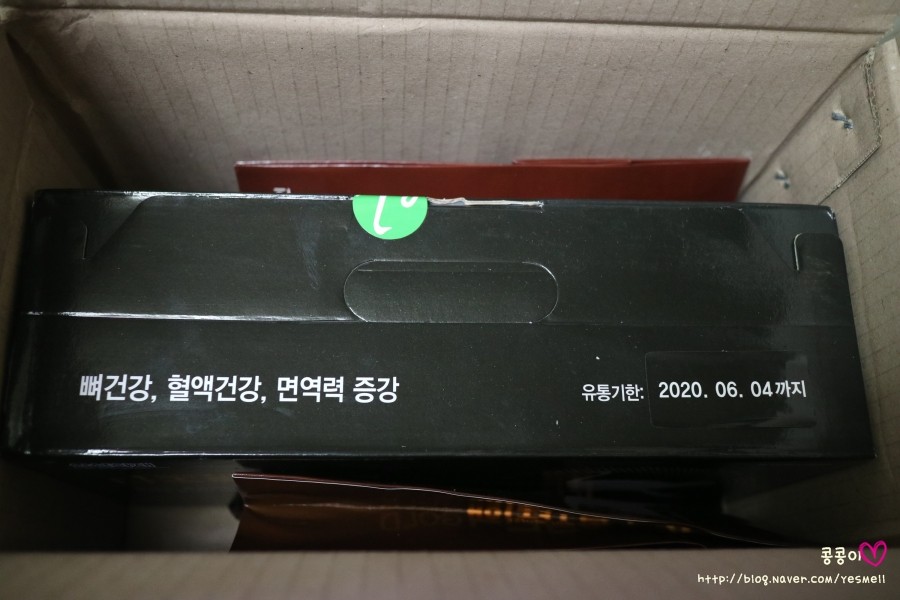 뼈건강, 혈액건강, 면역력 증강
유통기한: 2020. 06. 04까지
콩콩이
http://blog.naver.com/yesmell